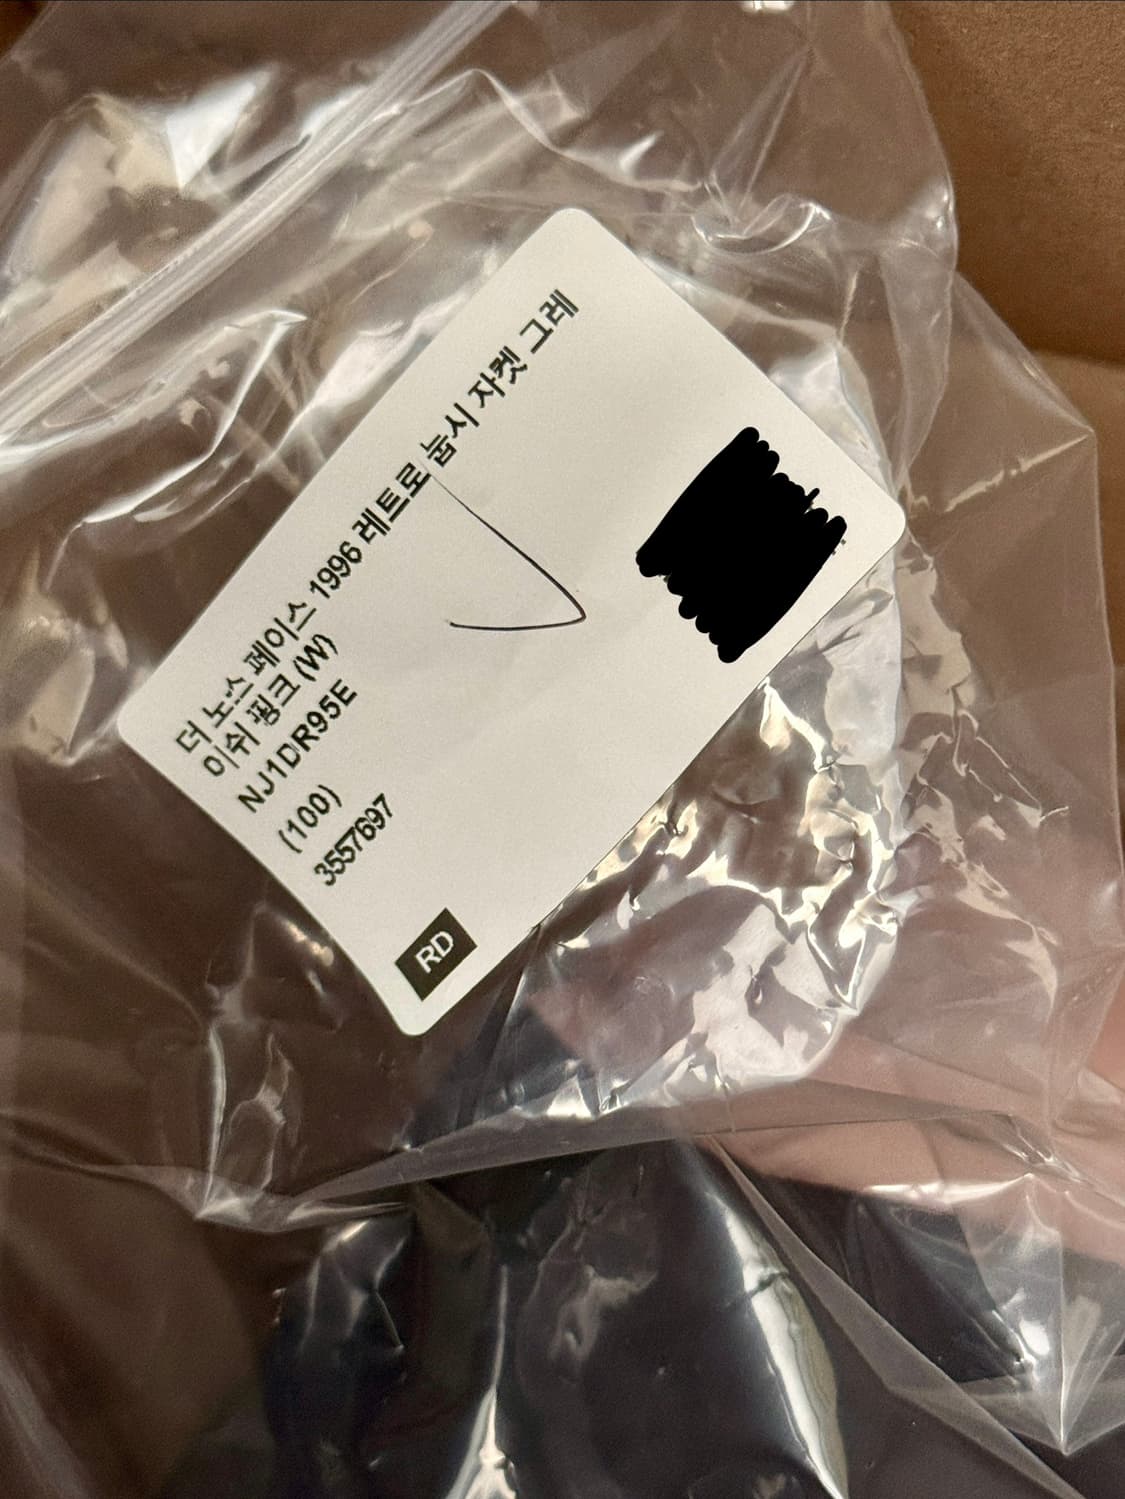 더 노스 페이스 1996 레트로 눕시 자켓 그레
이쉬 핑크 (W)
NJ1DR95E
(100)
3557697
RD